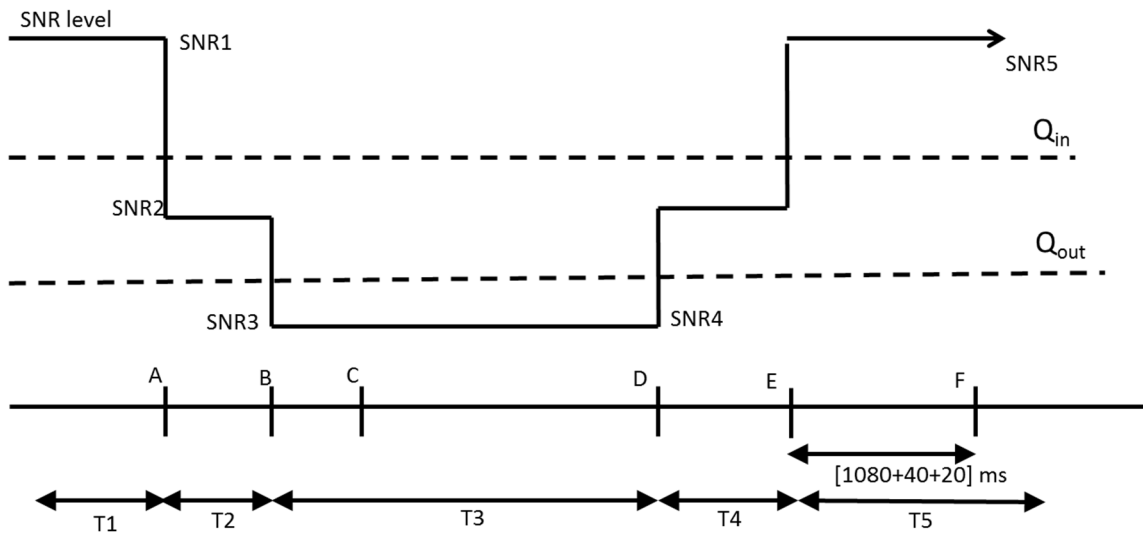 SNR level
SNR1
SNR5
Qin
SNR2
Qout
SNR3
SNR4
A B C D E F
[1080+40+20] ms
T1 T2 T3 T4 T5